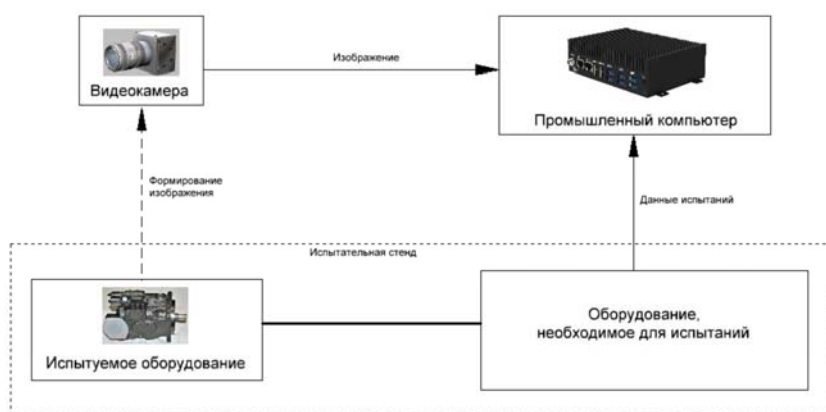 Изображение
Видеокамера
Промышленный компьютер
Формирование
изображения
Данные испытаний
Испытательная стенд
Оборудование,
необходимое для испытаний
Испытуемое оборудование